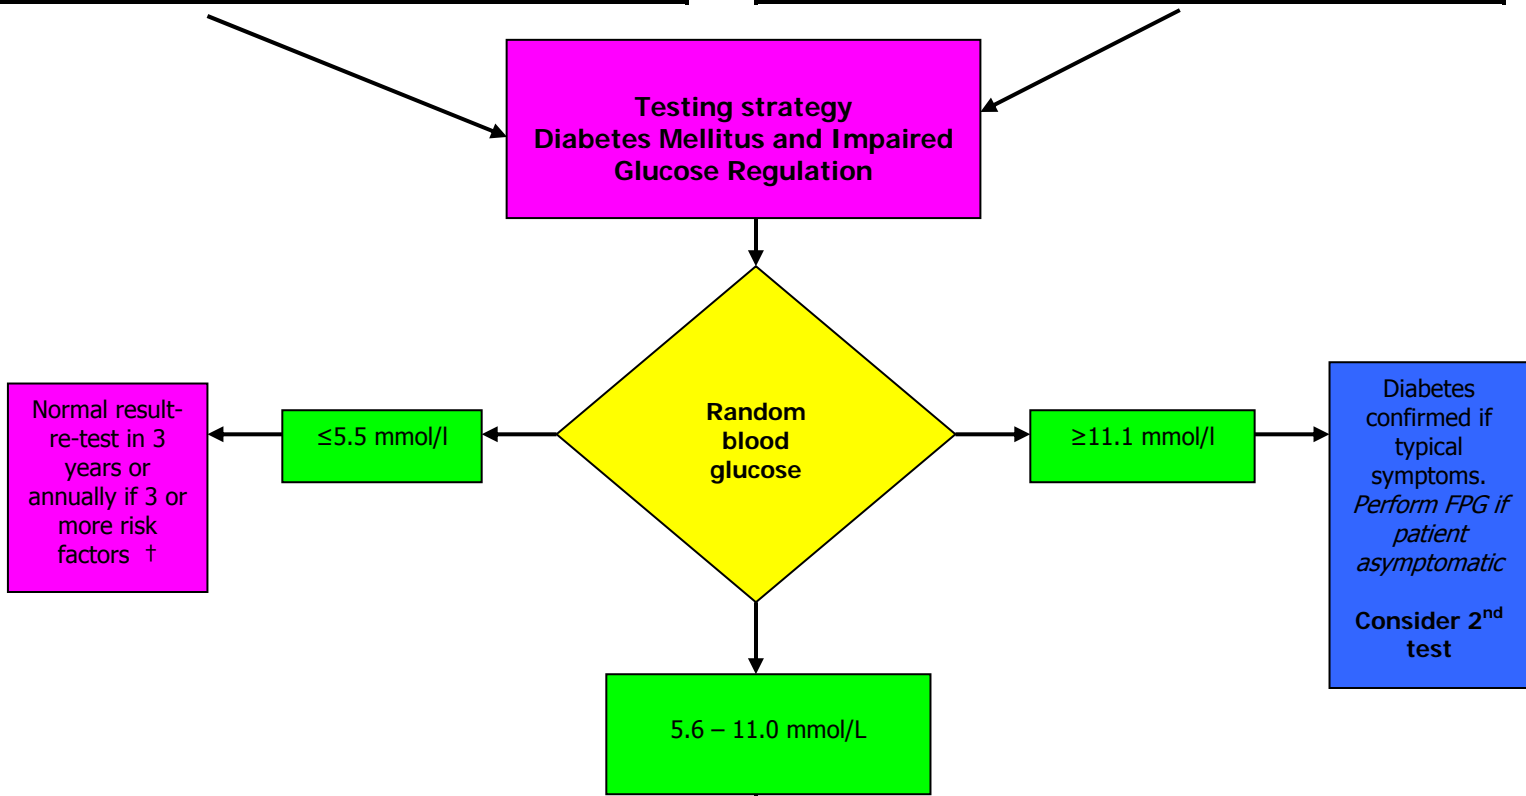 Testing strategy
Diabetes Mellitus and Impaired
Glucose Regulation
Random
blood
glucose
≤5.5 mmol/l
Normal result-
re-test in 3
years or
annually if 3 or
more risk
factors †
≥11.1 mmol/l
Diabetes
confirmed if
typical
symptoms.
Perform FPG if
patient
asymptomatic
Consider 2nd
test
5.6 – 11.0 mmol/L